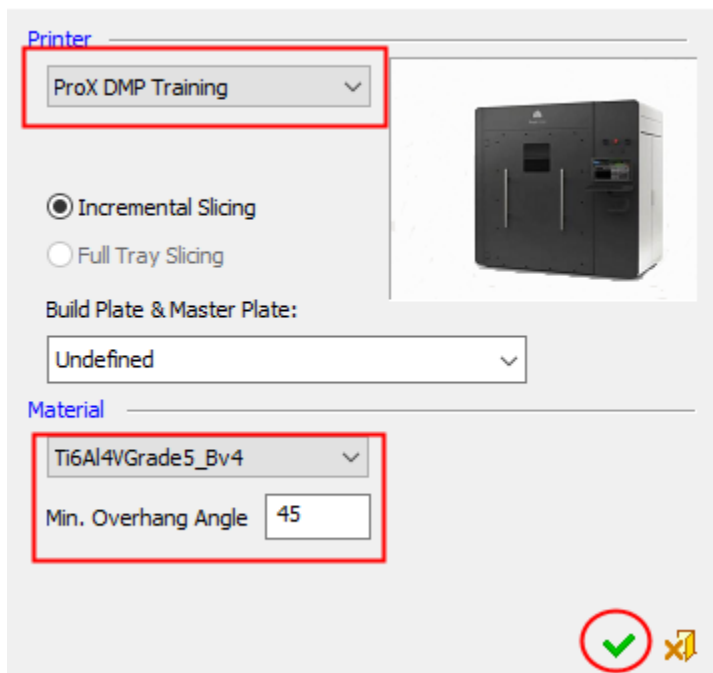 Printer
ProX DMP Training
Incremental Slicing
Full Tray Slicing
Build Plate & Master Plate:
Undefined
Material
Ti6Al4VGrade5_Bv4
Min. Overhang Angle 45